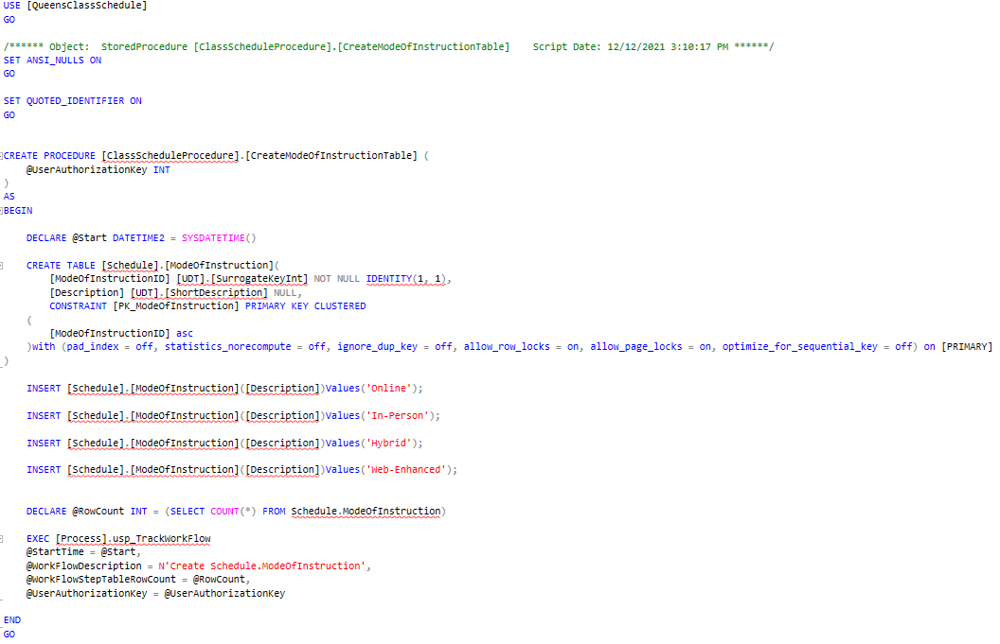 USE [QueensClassSchedule]
GO
/****** Object:  StoredProcedure [ClassScheduleProcedure].[CreateModeOfInstructionTable]    Script Date: 12/12/2021 3:10:17 PM ******/
SET ANSI_NULLS ON
GO
SET QUOTED_IDENTIFIER ON
GO
CREATE PROCEDURE [ClassScheduleProcedure].[CreateModeOfInstructionTable] (
@UserAuthorizationKey INT
)
AS
BEGIN
DECLARE @Start DATETIME2 = SYSDATETIME()
CREATE TABLE [Schedule].[ModeOfInstruction](
[ModeOfInstructionID] [UDT].[SurrogateKeyInt] NOT NULL IDENTITY(1, 1),
[Description] [UDT].[ShortDescription] NULL,
CONSTRAINT [PK_ModeOfInstruction] PRIMARY KEY CLUSTERED
(
[ModeOfInstructionID] asc
)with (pad_index = off, statistics_norecompute = off, ignore_dup_key = off, allow_row_locks = on, allow_page_locks = on, optimize_for_sequential_key = off) on [PRIMARY]
)
INSERT [Schedule].[ModeOfInstruction]([Description])Values('Online');
INSERT [Schedule].[ModeOfInstruction]([Description])Values('In-Person');
INSERT [Schedule].[ModeOfInstruction]([Description])Values('Hybrid');
INSERT [Schedule].[ModeOfInstruction]([Description])Values('Web-Enhanced');
DECLARE @RowCount INT = (SELECT COUNT(*) FROM Schedule.ModeOfInstruction)
EXEC [Process].usp_TrackWorkFlow
@StartTime = @Start,
@WorkFlowDescription = N'Create Schedule.ModeOfInstruction',
@WorkFlowStepTableRowCount = @RowCount,
@UserAuthorizationKey = @UserAuthorizationKey
END
GO